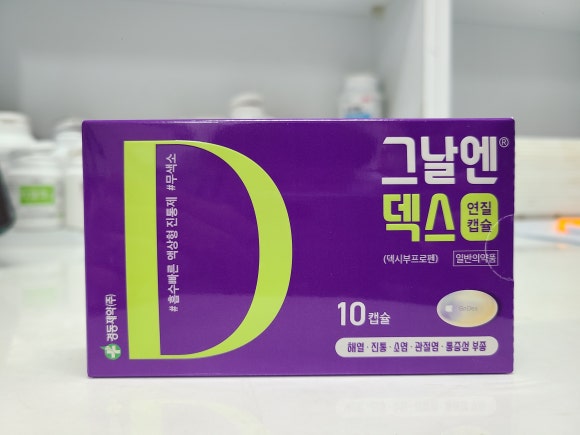 그날엔®
덱스 연질
캡슐
(덱시부프로펜) 일반의약품
#흡수빠른 액상형 진통제 #무색소
D
10캡슐
해열·진통·소염·관절염·통증성 부종
경동제약(주)